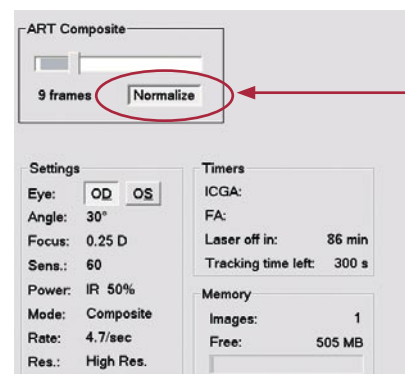 ART Composite
9 frames Normalize
Settings
Eye: OD OS
Angle: 30°
Focus: 0.25 D
Sens.: 60
Power: IR 50%
Mode: Composite
Rate: 4.7/sec
Res.: High Res.
Timers
ICGA:
FA:
Laser off in: 86 min
Tracking time left: 300 s
Memory
Images: 1
Free: 505 MB